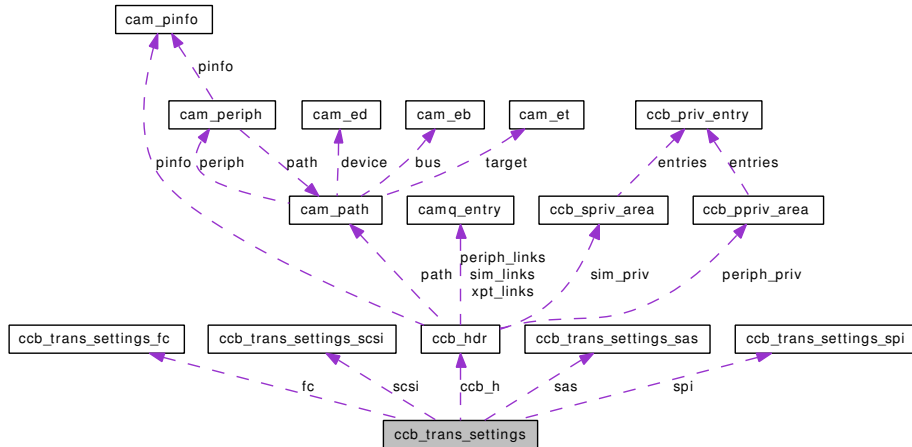 cam_pinfo
pinfo
cam_periph
cam_ed
cam_eb
cam_et
ccb_priv_entry
pinfo
periph
path
device
bus
target
entries
entries
cam_path
camq_entry
ccb_spriv_area
ccb_ppriv_area
path
periph_links
sim_links
xpt_links
sim_priv
periph_priv
ccb_trans_settings_fc
ccb_trans_settings_scsi
ccb_hdr
ccb_trans_settings_sas
ccb_trans_settings_spi
fc
scsi
ccb_h
sas
spi
ccb_trans_settings